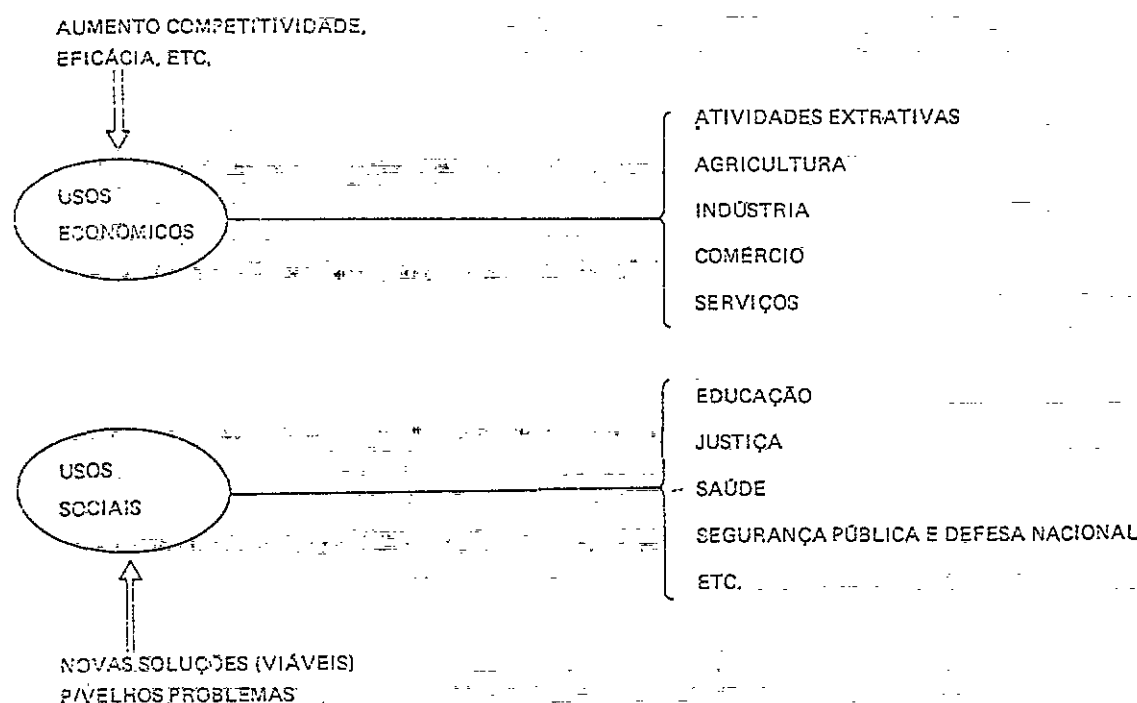 AUMENTO COMPETITIVIDADE,
EFICÁCIA, ETC.
USOS
ECONÔMICOS
ATIVIDADES EXTRATIVAS
AGRICULTURA
INDÚSTRIA
COMÉRCIO
SERVIÇOS
USOS
SOCIAIS
EDUCAÇÃO
JUSTIÇA
SAÚDE
SEGURANÇA PÚBLICA E DEFESA NACIONAL
ETC.
NOVAS SOLUÇÕES (VIÁVEIS)
P/VELHOS PROBLEMAS